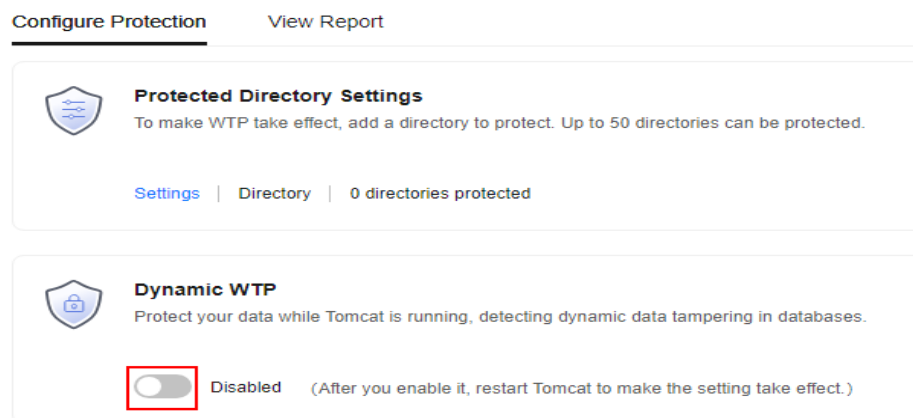 Configure Protection View Report
Protected Directory Settings
To make WTP take effect, add a directory to protect. Up to 50 directories can be protected.
Settings | Directory | 0 directories protected
Dynamic WTP
Protect your data while Tomcat is running, detecting dynamic data tampering in databases.
Disabled (After you enable it, restart Tomcat to make the setting take effect.)